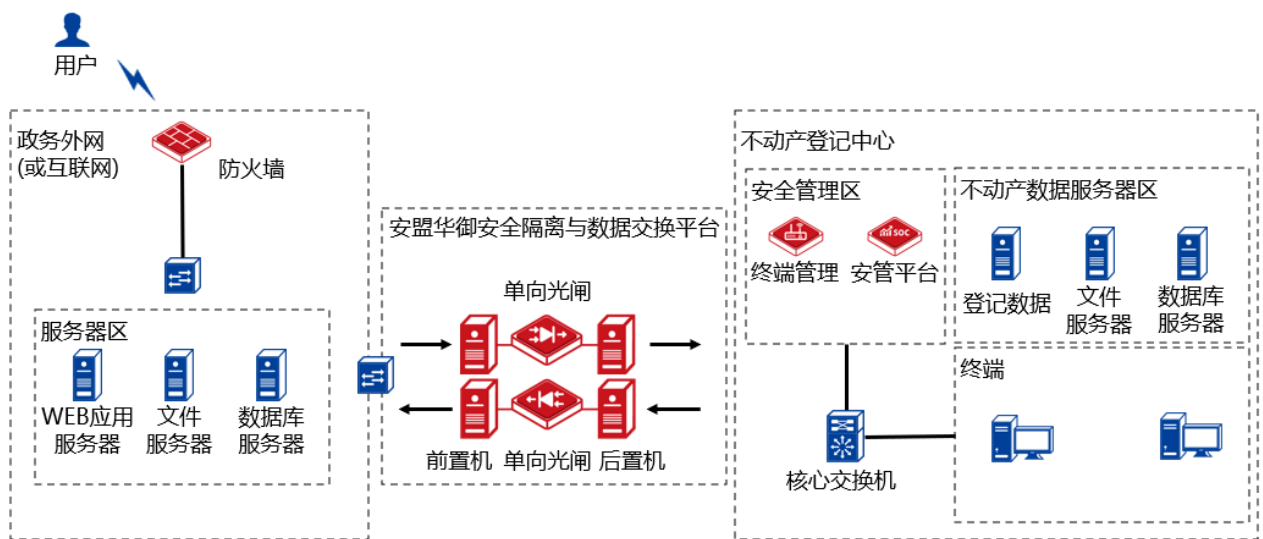 用户
政务外网
(或互联网)
防火墙
服务器区
WEB应用
服务器
文件
服务器
数据库
服务器
安盟华御安全隔离与数据交换平台
单向光闸
前置机
单向光闸
后置机
不动产登记中心
安全管理区
终端管理
SOC
安管平台
核心交换机
不动产数据服务器区
登记数据
文件
服务器
数据库
服务器
终端